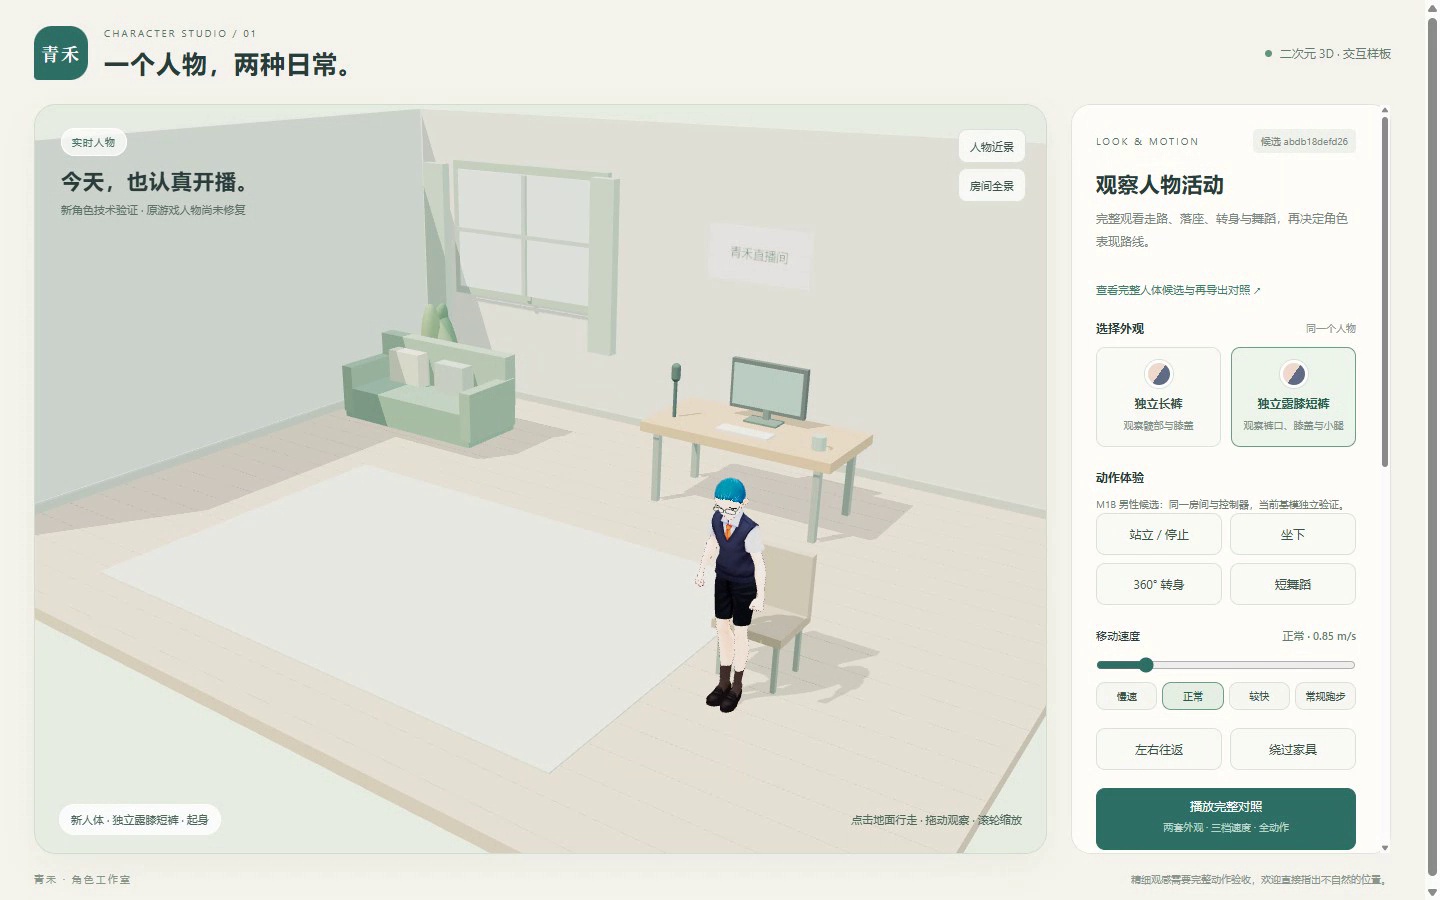 青禾
CHARACTER STUDIO / 01
一个人物，两种日常。
二次元 3D · 交互样板
实时人物
今天，也认真开播。
新角色技术验证 · 原游戏人物尚未修复
人物近景
房间全景
青禾直播间
新人体 · 独立露膝短裤 · 起身
点击地面行走 · 拖动观察 · 滚轮缩放
LOOK & MOTION
候选 abdb18defd26
观察人物活动
完整观看走路、落座、转身与舞蹈，再决定角色
表现路线。
查看完整人体候选与再导出对照 ↗
选择外观
同一个人物
独立长裤
观察髋部与膝盖
独立露膝短裤
观察裤口、膝盖与小腿
动作体验
M18 男性候选：同一房间与控制器，当前基模独立验证。
站立 / 停止
坐下
360° 转身
短舞蹈
移动速度
正常 · 0.85 m/s
慢速
正常
较快
常规跑步
左右往返
绕过家具
播放完整对照
两套外观 · 三档速度 · 全动作
青禾 · 角色工作室
精细观感需要完整动作验收，欢迎直接指出不自然的位置。